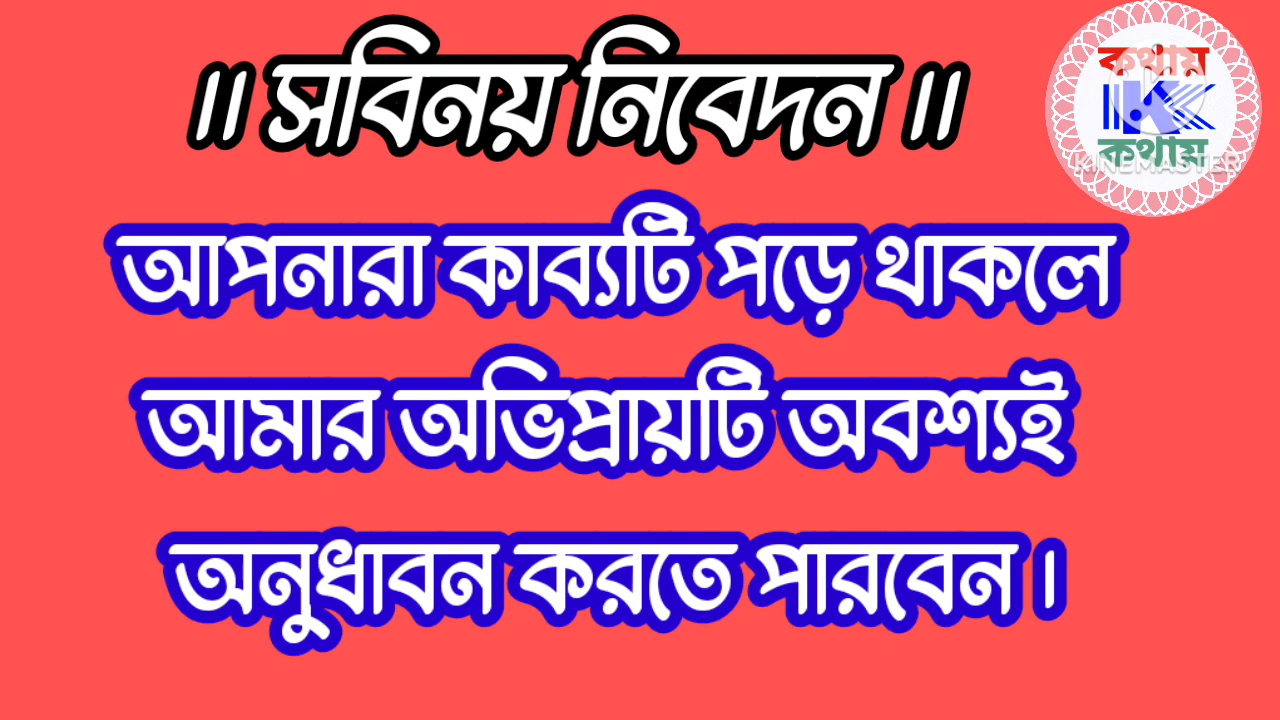 ॥ সবিনয় নিবেদন ॥
কথায়
K
কথায়
KINEMASTER
আপনারা কাব্যটি পড়ে থাকলে
আমার অভিপ্রায়টি অবশ্যই
অনুধাবন করতে পারবেন।